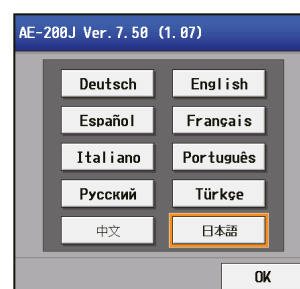 AE-200J Ver.7.50 (1.07)
Deutsch English
Español Français
Italiano Português
Русский Türkçe
中文 日本語
OK